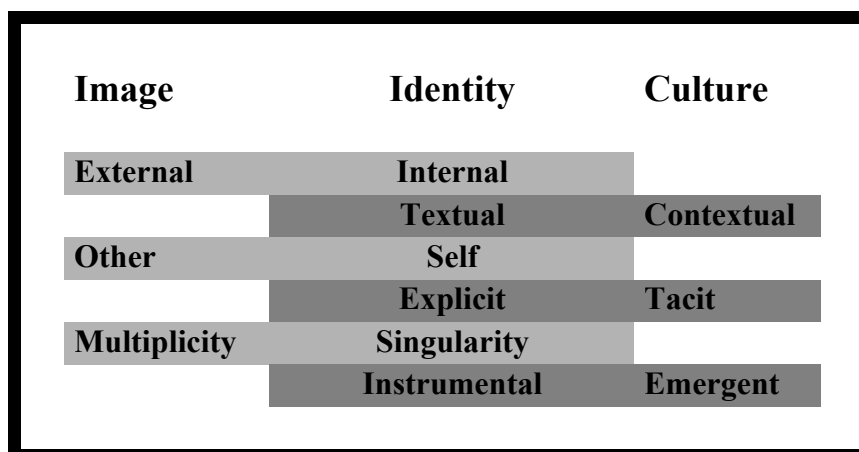 Image Identity Culture
External Internal
Textual Contextual
Other Self
Explicit Tacit
Multiplicity Singularity
Instrumental Emergent